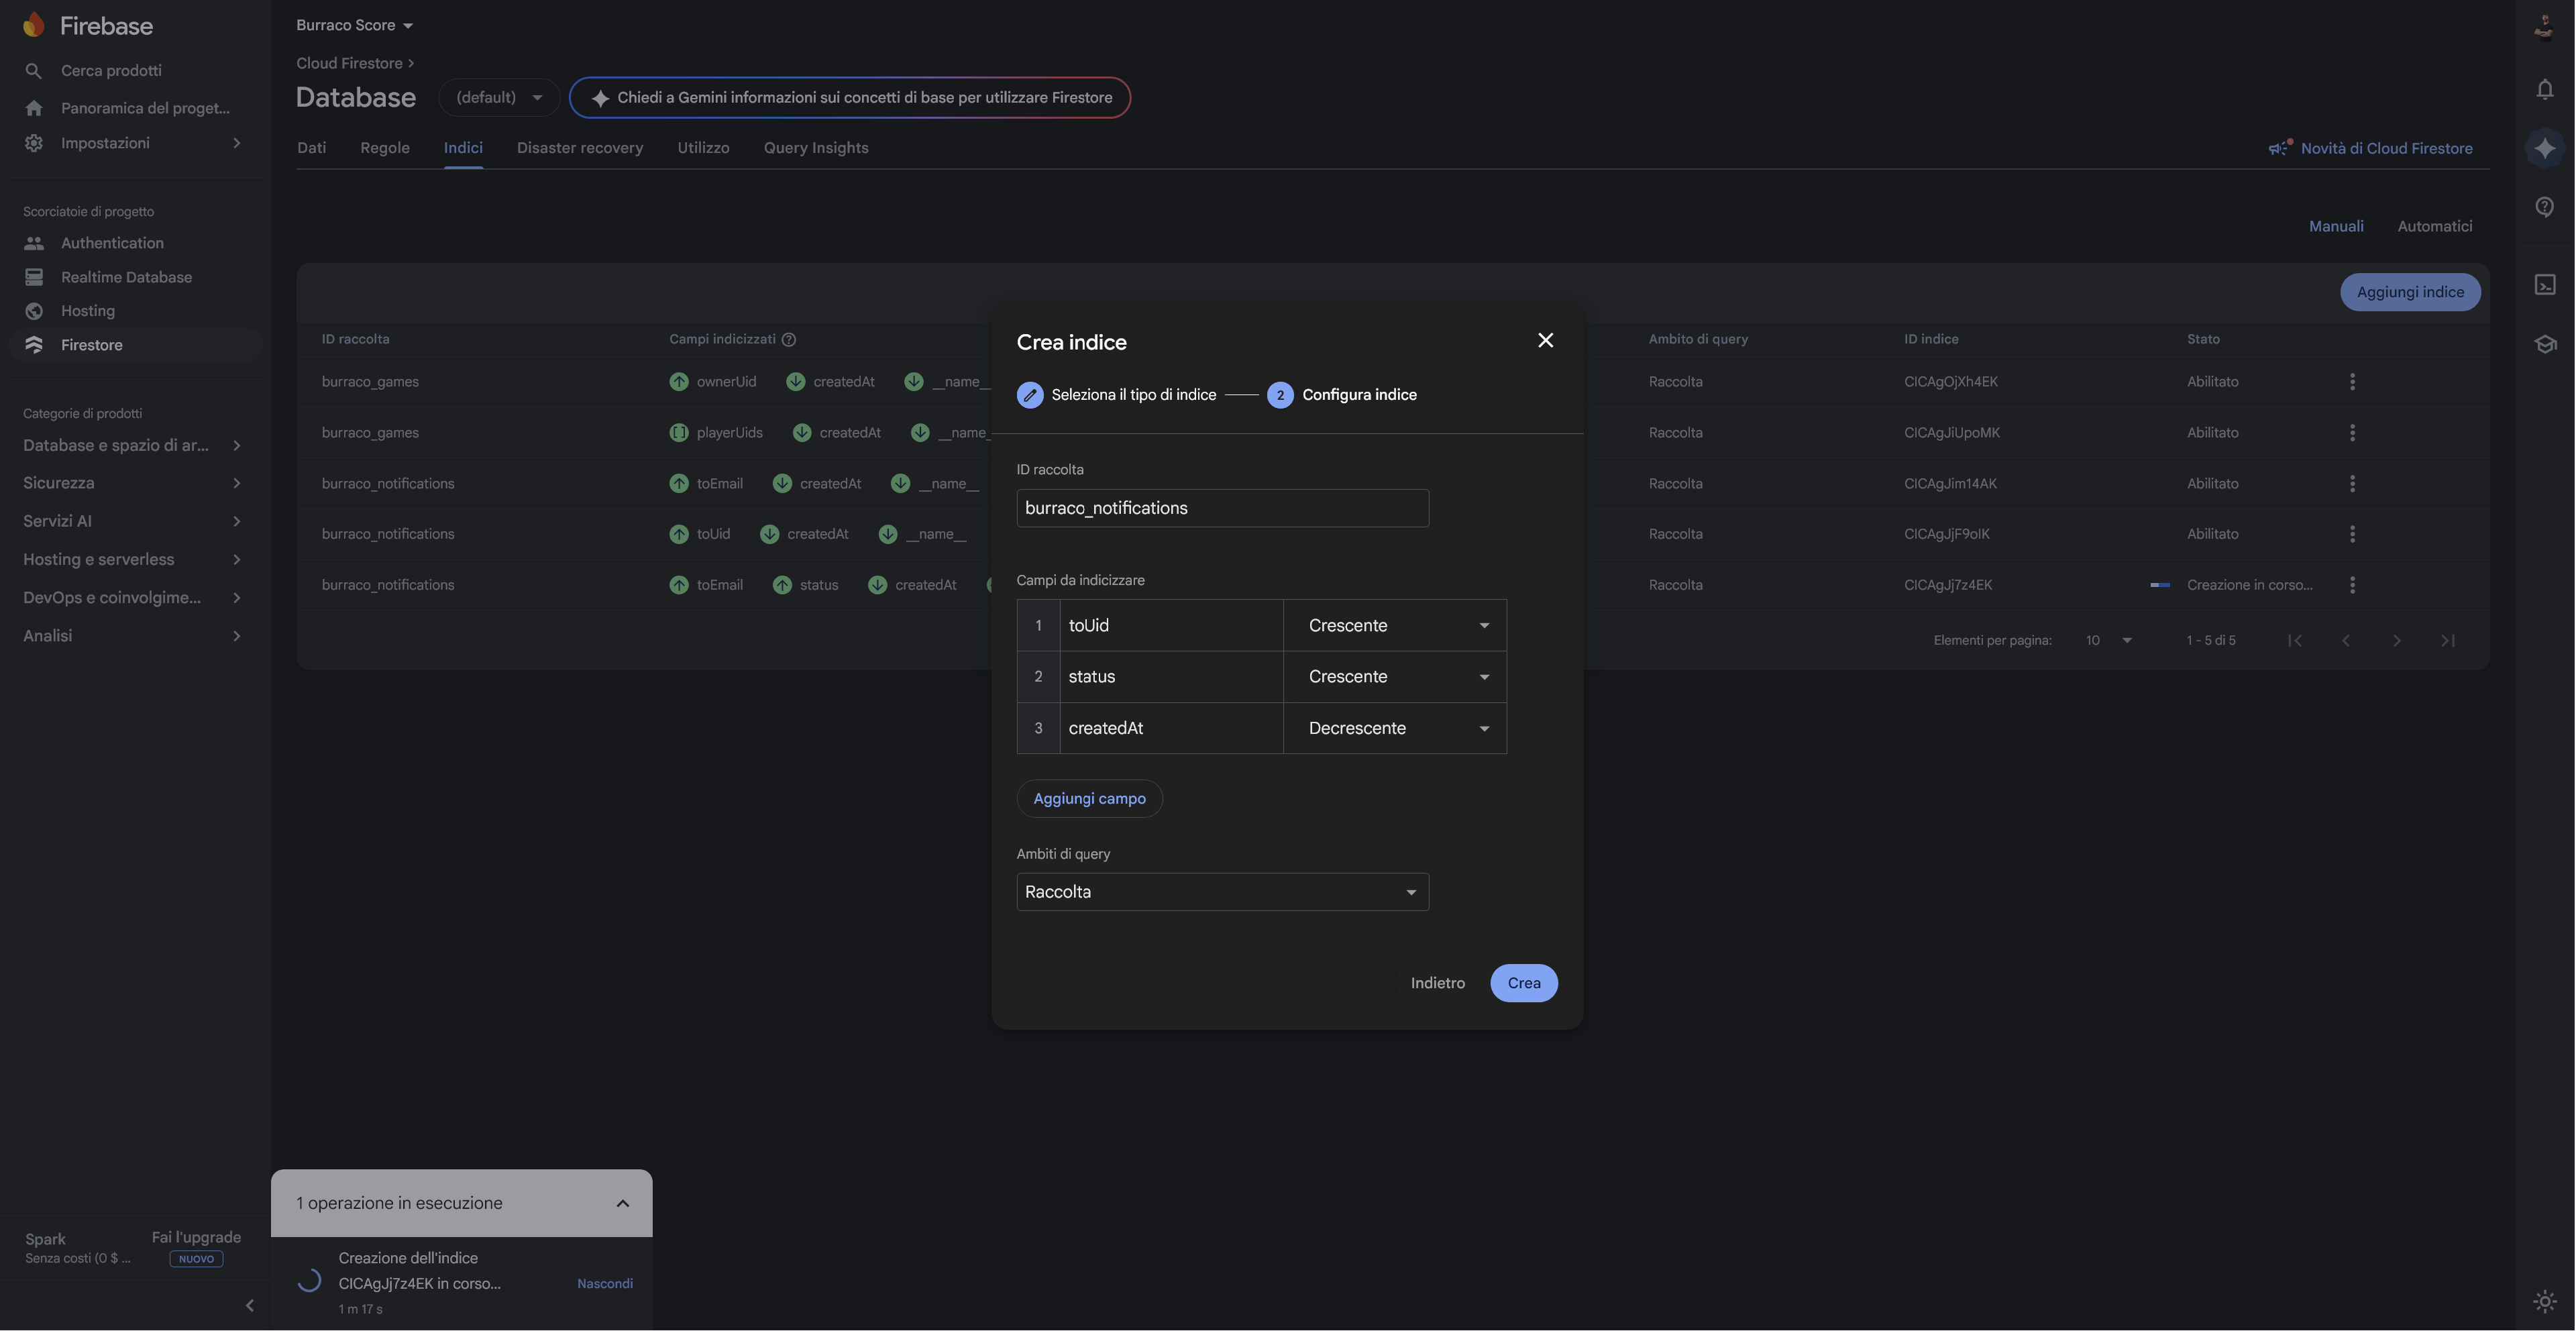 Firebase
Cerca prodotti
Panoramica del proget...
Impostazioni
Scorciatoie di progetto
Authentication
Realtime Database
Hosting
Firestore
Categorie di prodotti
Database e spazio di ar...
Sicurezza
Servizi AI
Hosting e serverless
DevOps e coinvolgime...
Analisi
Spark
Senza costi (0 $ ...
Fai l'upgrade
NUOVO
Burraco Score
Cloud Firestore
Database
(default)
Chiedi a Gemini informazioni sui concetti di base per utilizzare Firestore
Dati Regole Indici Disaster recovery Utilizzo Query Insights
Novità di Cloud Firestore
Manuali Automatici
Aggiungi indice
ID raccolta Campi indicizzati Ambito di query ID indice Stato
burraco_games ownerUid createdAt __name__ Raccolta CICAgOjXh4EK Abilitato
burraco_games playerUids createdAt __name_ Raccolta CICAgJiUpoMK Abilitato
burraco_notifications toEmail createdAt __name__ Raccolta CICAgJim14AK Abilitato
burraco_notifications toUid createdAt __name__ Raccolta CICAgJjF9oIK Abilitato
burraco_notifications toEmail status createdAt Raccolta CICAgJj7z4EK Creazione in corso...
Elementi per pagina: 10 1 - 5 di 5
Crea indice
Seleziona il tipo di indice 2 Configura indice
ID raccolta
burraco_notifications
Campi da indicizzare
1 toUid Crescente
2 status Crescente
3 createdAt Decrescente
Aggiungi campo
Ambiti di query
Raccolta
Indietro Crea
1 operazione in esecuzione
Creazione dell'indice
CICAgJj7z4EK in corso...
Nascondi
1 m 17 s